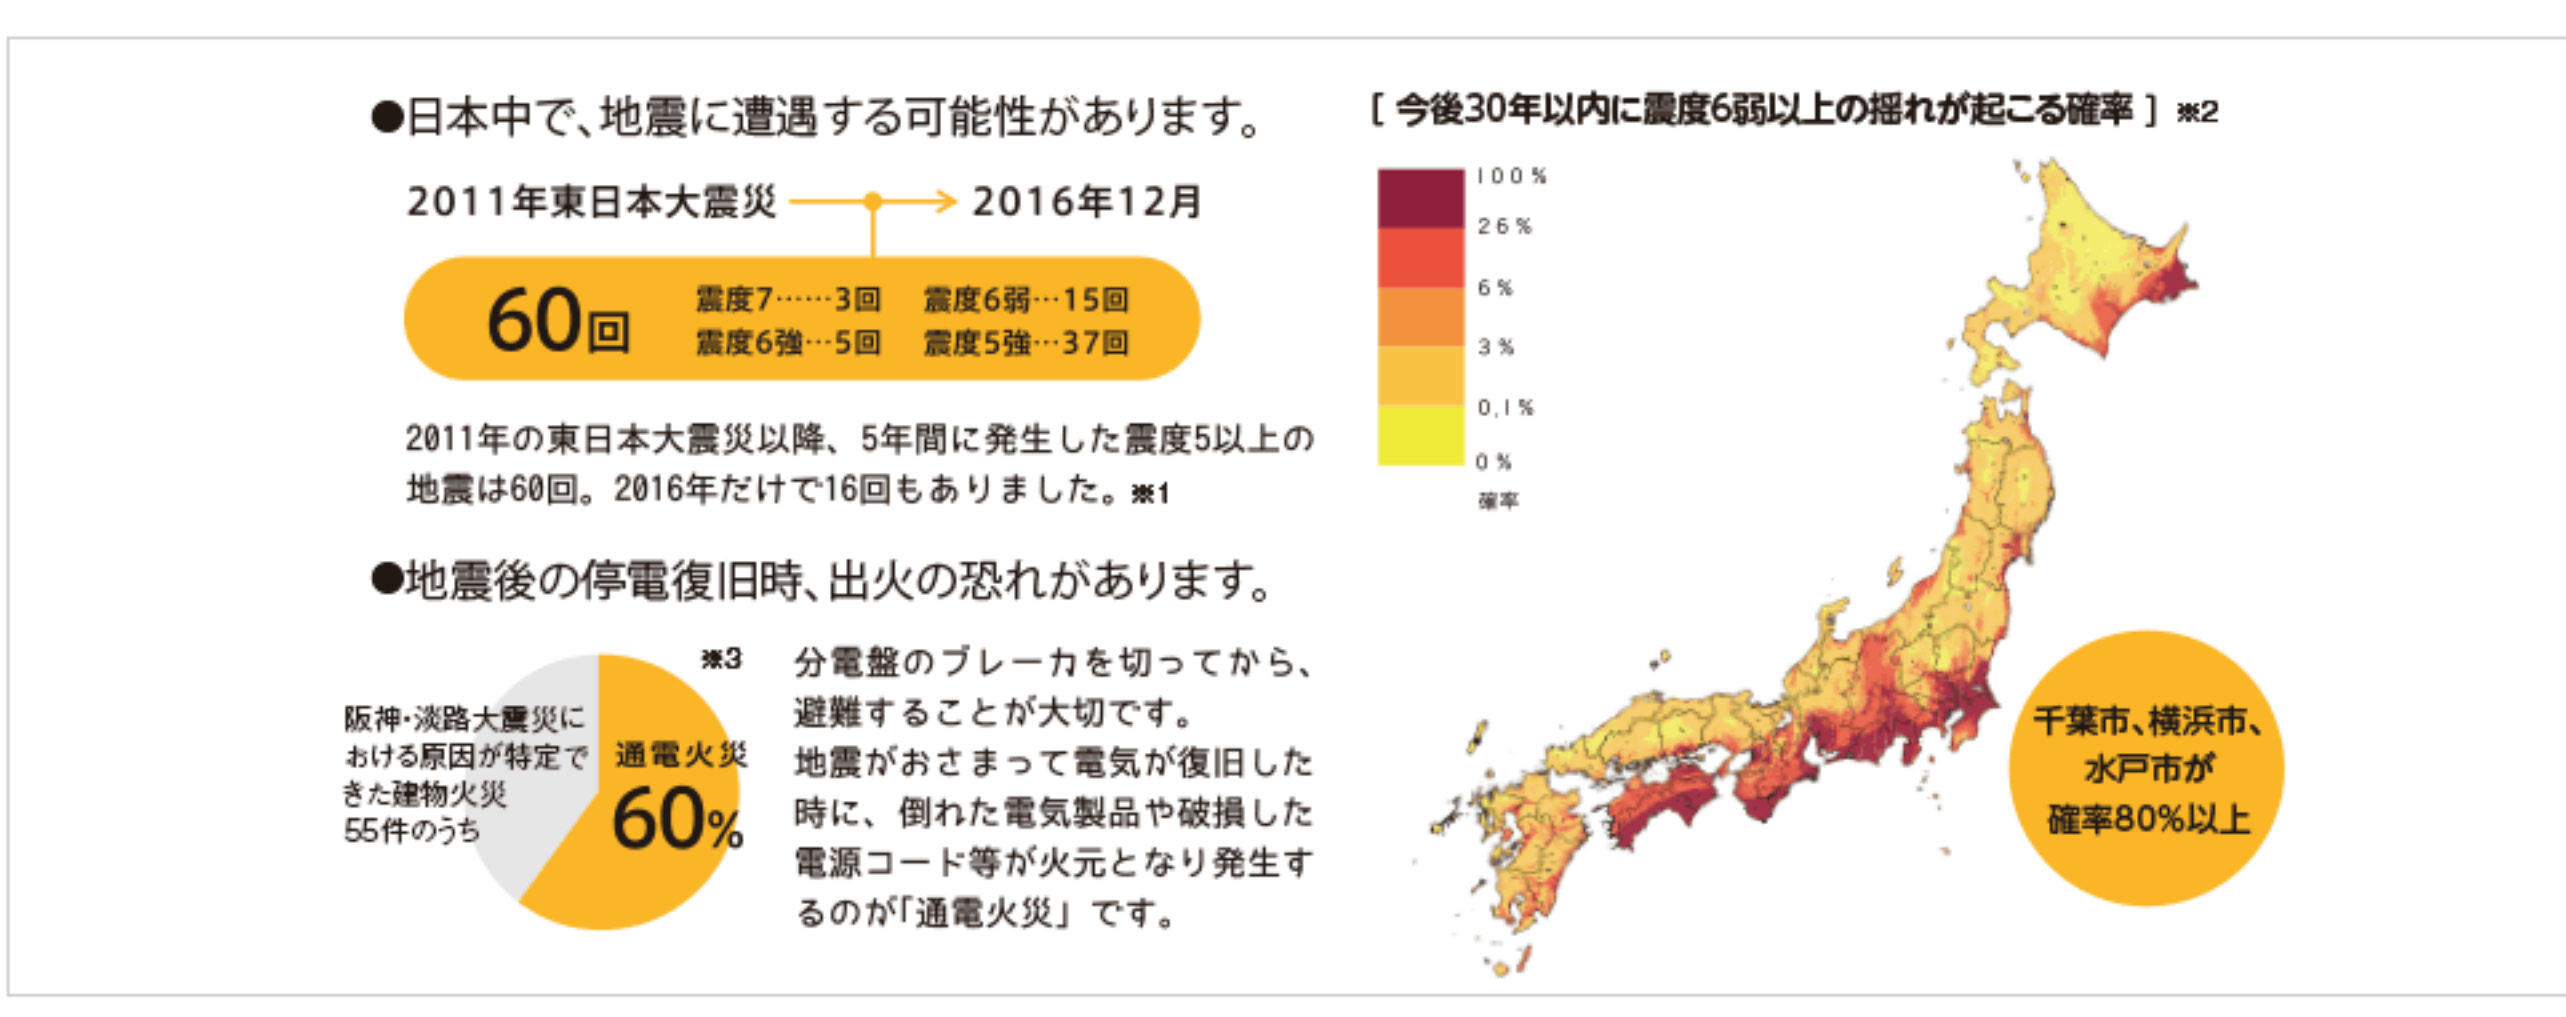 ●日本中で、地震に遭遇する可能性があります。
2011年東日本大震災
2016年12月
60回
震度7……3回 震度6弱…15回
震度6強…5回 震度5強…37回
2011年の東日本大震災以降、5年間に発生した震度5以上の
地震は60回。2016年だけで16回もありました。※1
●地震後の停電復旧時、出火の恐れがあります。
※3
阪神・淡路大震災に
おける原因が特定で
きた建物火災
55件のうち
通電火災
60%
分電盤のブレーカを切ってから、
避難することが大切です。
地震がおさまって電気が復旧した
時に、倒れた電気製品や破損した
電源コード等が火元となり発生す
るのが「通電火災」です。
[ 今後30年以内に震度6弱以上の揺れが起こる確率 ] ※2
100%
26%
6%
3%
0.1%
0%
確率
千葉市、横浜市、
水戸市が
確率80%以上